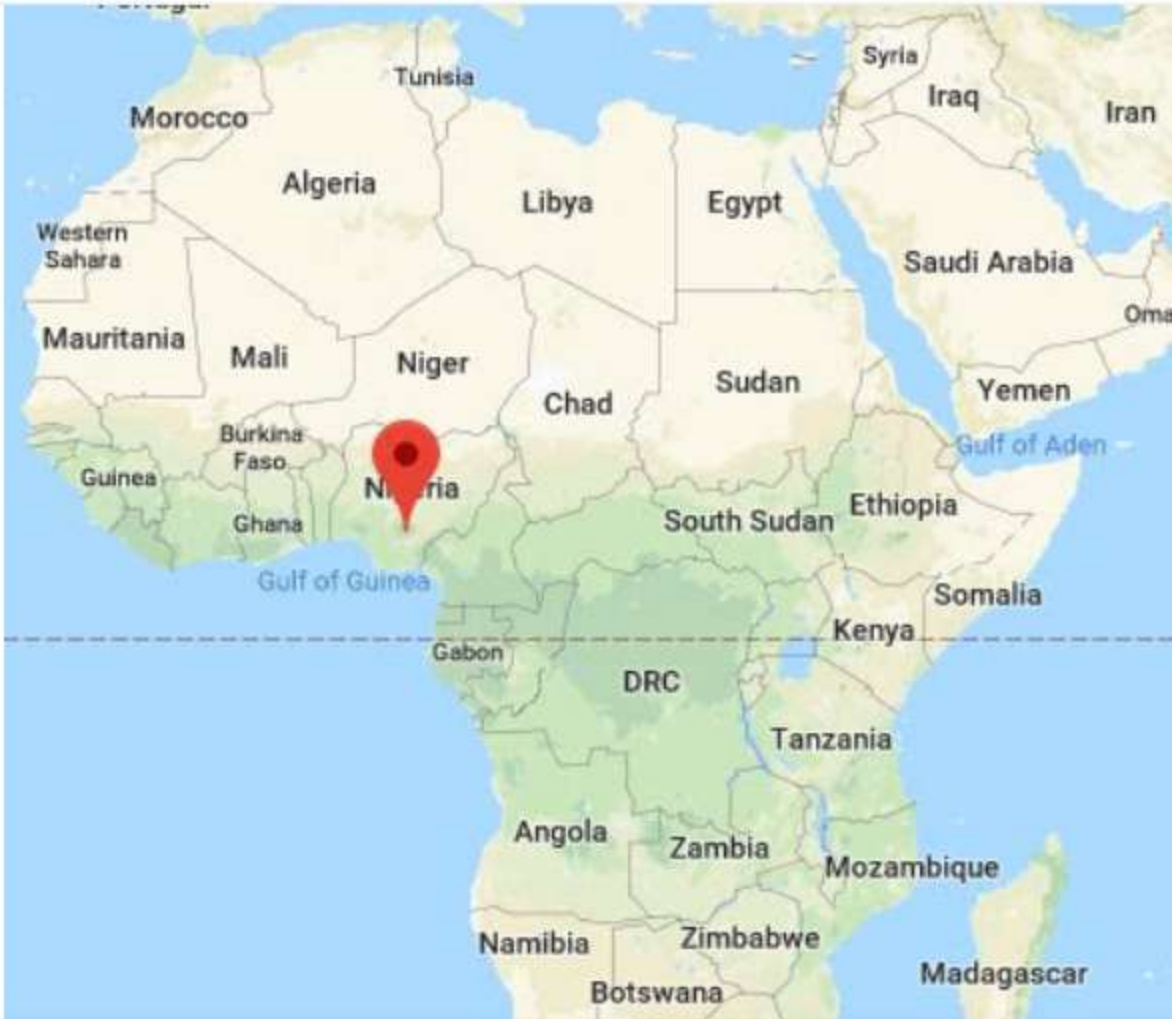 Portugal
Tunisia
Syria
Iraq
Iran
Morocco
Algeria
Libya
Egypt
Western
Sahara
Saudi Arabia
Oma
Mauritania
Mali
Niger
Chad
Sudan
Yemen
Burkina
Faso
Gulf of Aden
Guinea
Ghana
South Sudan
Ethiopia
Gulf of Guinea
Somalia
Kenya
Gabon
DRC
Tanzania
Angola
Zambia
Mozambique
Namibia
Zimbabwe
Botswana
Madagascar